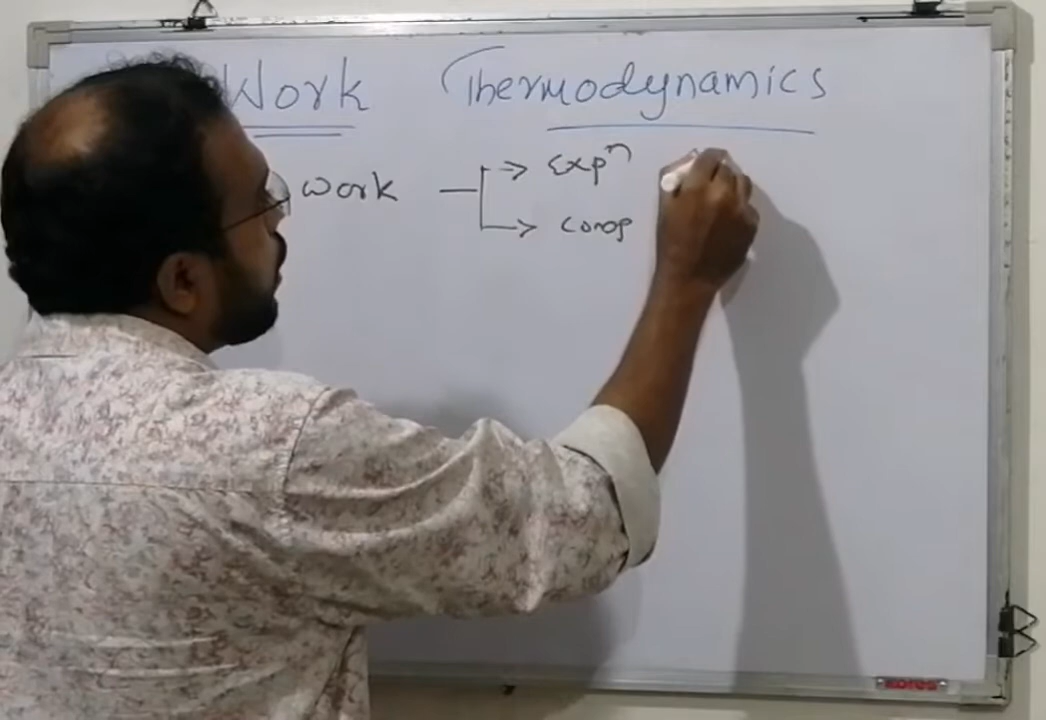 Work Thermodynamics
work → Expⁿ
→ Comp